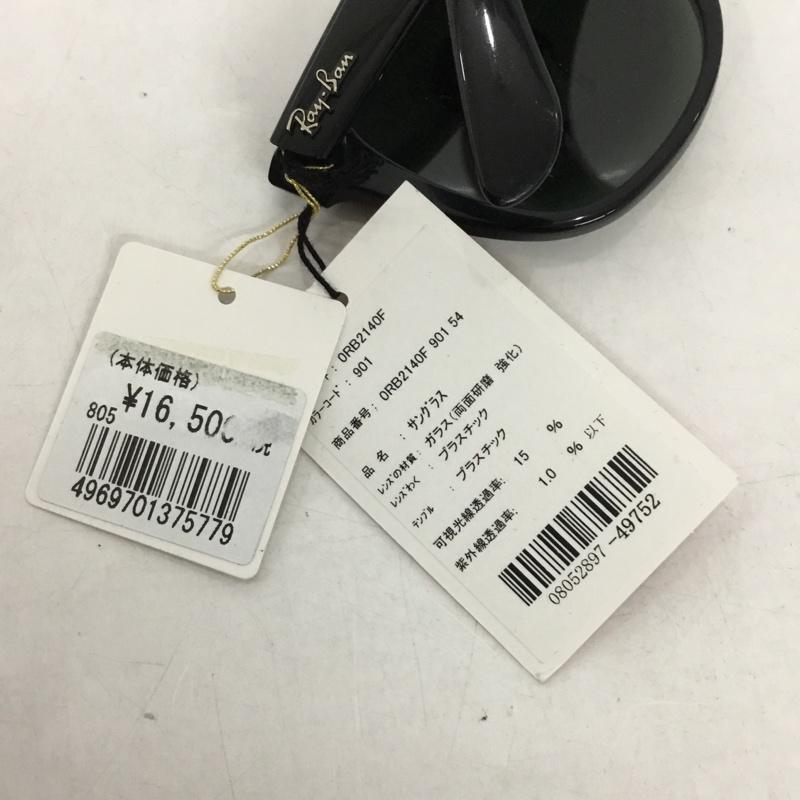 Ray-Ban
(本体価格)
¥16,500
805
4969701375779
: 0RB2140F
カラーコード : 901
商品番号: 0RB2140F 901 54
品 名 : サングラス
レンズの材質: ガラス(両面研磨 強化)
レンズわく : プラスチック
テンプル : プラスチック
可視光線透過率: 15 %
紫外線透過率: 1.0 % 以下
08052897-49752